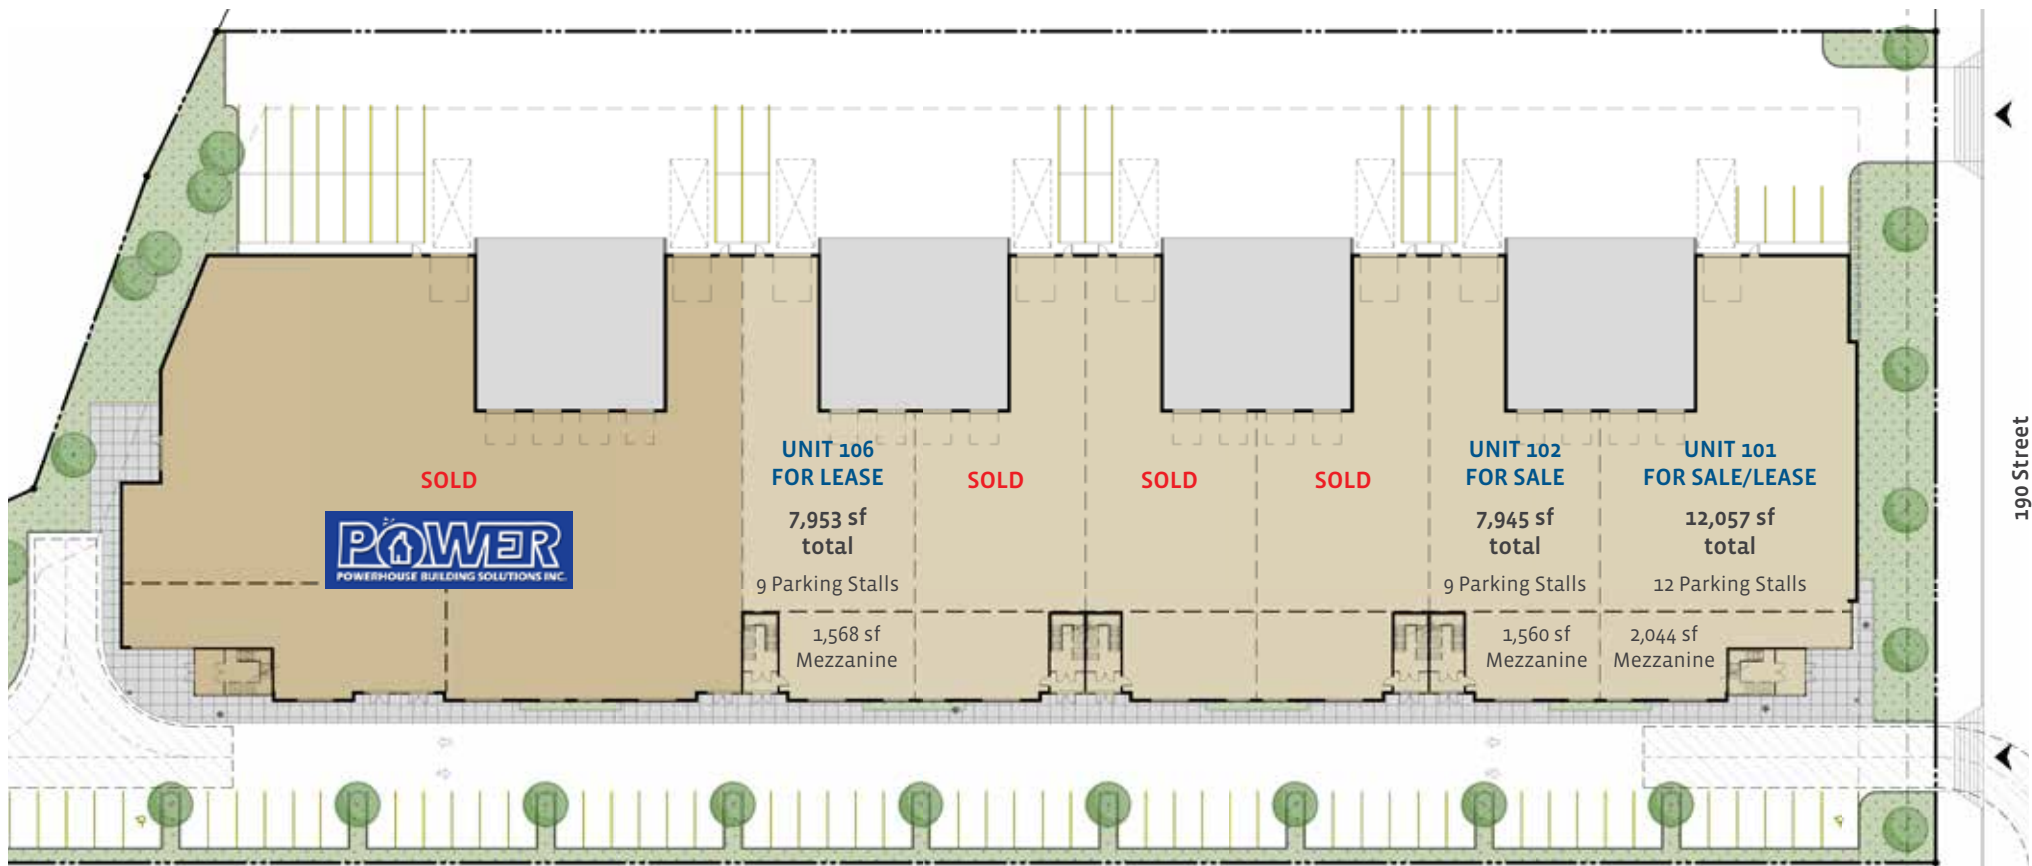 SOLD
POWER
POWERHOUSE BUILDING SOLUTIONS INC.
UNIT 106
FOR LEASE
7,953 sf
total
9 Parking Stalls
1,568 sf
Mezzanine
SOLD
SOLD
SOLD
UNIT 102
FOR SALE
7,945 sf
total
9 Parking Stalls
1,560 sf
Mezzanine
UNIT 101
FOR SALE/LEASE
12,057 sf
total
12 Parking Stalls
2,044 sf
Mezzanine
190 Street